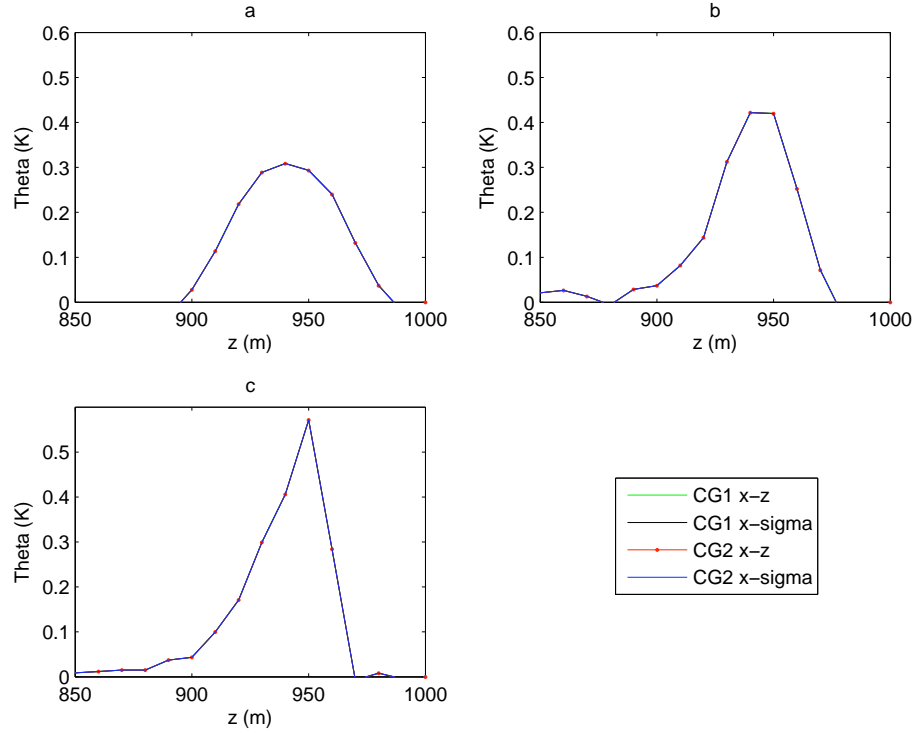 a
0.6
0.5
0.4
0.3
0.2
0.1
0
Theta (K)
850
900
950
1000
z (m)
b
0.6
0.5
0.4
0.3
0.2
0.1
0
Theta (K)
850
900
950
1000
z (m)
c
0.5
0.4
0.3
0.2
0.1
0
Theta (K)
850
900
950
1000
z (m)
CG1 x−z
CG1 x−sigma
CG2 x−z
CG2 x−sigma